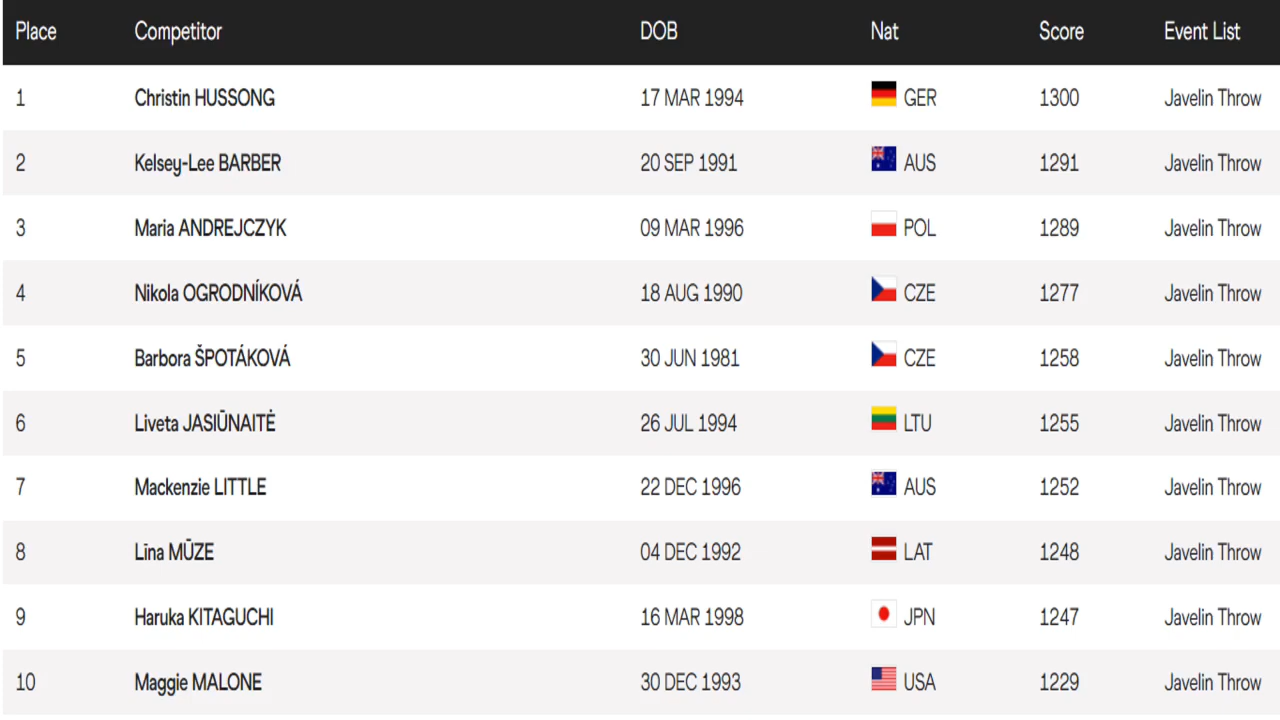 Place Competitor DOB Nat Score Event List
1 Christin HUSSONG 17 MAR 1994 GER 1300 Javelin Throw
2 Kelsey-Lee BARBER 20 SEP 1991 AUS 1291 Javelin Throw
3 Maria ANDREJCZYK 09 MAR 1996 POL 1289 Javelin Throw
4 Nikola OGRODNÍKOVÁ 18 AUG 1990 CZE 1277 Javelin Throw
5 Barbora ŠPOTÁKOVÁ 30 JUN 1981 CZE 1258 Javelin Throw
6 Liveta JASIŪNAITĖ 26 JUL 1994 LTU 1255 Javelin Throw
7 Mackenzie LITTLE 22 DEC 1996 AUS 1252 Javelin Throw
8 Līna MŪZE 04 DEC 1992 LAT 1248 Javelin Throw
9 Haruka KITAGUCHI 16 MAR 1998 JPN 1247 Javelin Throw
10 Maggie MALONE 30 DEC 1993 USA 1229 Javelin Throw